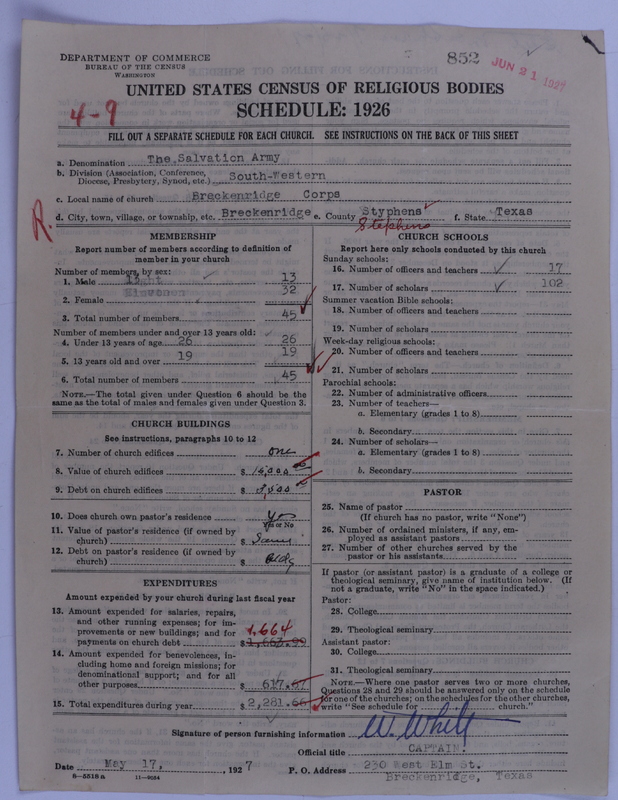 852
JUN 21 1927
DEPARTMENT OF COMMERCE
BUREAU OF THE CENSUS
WASHINGTON
UNITED STATES CENSUS OF RELIGIOUS BODIES
SCHEDULE: 1926
4-9
FILL OUT A SEPARATE SCHEDULE FOR EACH CHURCH. SEE INSTRUCTIONS ON THE BACK OF THIS SHEET
a. Denomination The Salvation Army
b. Division (Association, Conference, Diocese, Presbytery, Synod, etc.) South-Western
c. Local name of church Breckenridge Corps
d. City, town, village, or township, etc. Breckenridge e. County Styphens f. State Texas
R. Stephens
MEMBERSHIP
Report number of members according to definition of
member in your church
Number of members, by sex:
1. Male 13
2. Female 32
3. Total number of members 45
Number of members under and over 13 years old:
4. Under 13 years of age 26 26
5. 13 years old and over 19 19
6. Total number of members 45
NOTE.—The total given under Question 6 should be
the same as the total of males and females given under Question 3.
CHURCH BUILDINGS
See instructions, paragraphs 10 to 12
7. Number of church edifices one
8. Value of church edifices $
9. Debt on church edifices $
10. Does church own pastor's residence Yes
Yes or No
11. Value of pastor's residence (if owned by
church) $ Same
12. Debt on pastor's residence (if owned by
church) $ Bldg
EXPENDITURES
Amount expended by your church during last fiscal year
13. Amount expended for salaries, repairs,
and other running expenses; for im-
provements or new buildings; and for
payments on church debt $ 1,664
14. Amount expended for benevolences, in-
cluding home and foreign missions; for
denominational support; and for all
other purposes $ 617.
15. Total expenditures during year $ 2,281.
CHURCH SCHOOLS
Report here only schools conducted by this church
Sunday schools:
16. Number of officers and teachers 17
17. Number of scholars 102
Summer vacation Bible schools:
18. Number of officers and teachers
19. Number of scholars
Week-day religious schools:
20. Number of officers and teachers
21. Number of scholars
Parochial schools:
22. Number of administrative officers
23. Number of teachers—
a. Elementary (grades 1 to 8)
b. Secondary
24. Number of scholars—
a. Elementary (grades 1 to 8)
b. Secondary
PASTOR
25. Name of pastor
(If church has no pastor, write "None")
26. Number of ordained ministers, if any, em-
ployed as assistant pastors
27. Number of other churches served by the
pastor or his assistants
If pastor (or assistant pastor) is a graduate of a college or
theological seminary, give name of institution below. (If
not a graduate, write "No" in the space indicated.)
Pastor:
28. College
29. Theological seminary
Assistant pastor:
30. College
31. Theological seminary
NOTE.—Where one pastor serves two or more churches,
Questions 28 and 29 should be answered only on the schedule
for one of the churches; on the schedules for the other churches,
write "See schedule for church."
Signature of person furnishing information W. White
Official title CAPTAIN.
Date May 17, 1927 P. O. Address 230 West Elm St.
8-5518a 11-9024 Breckenridge, Texas